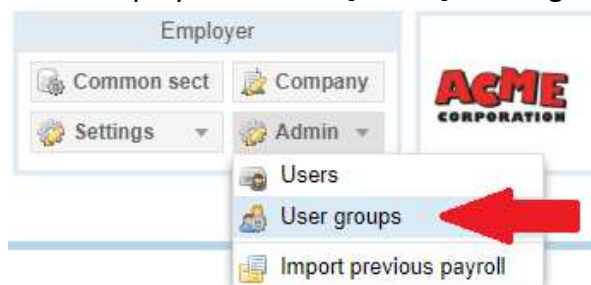 Employer
Common sect
Company
ACME
CORPORATION
Settings
Admin
Users
User groups
Import previous payroll